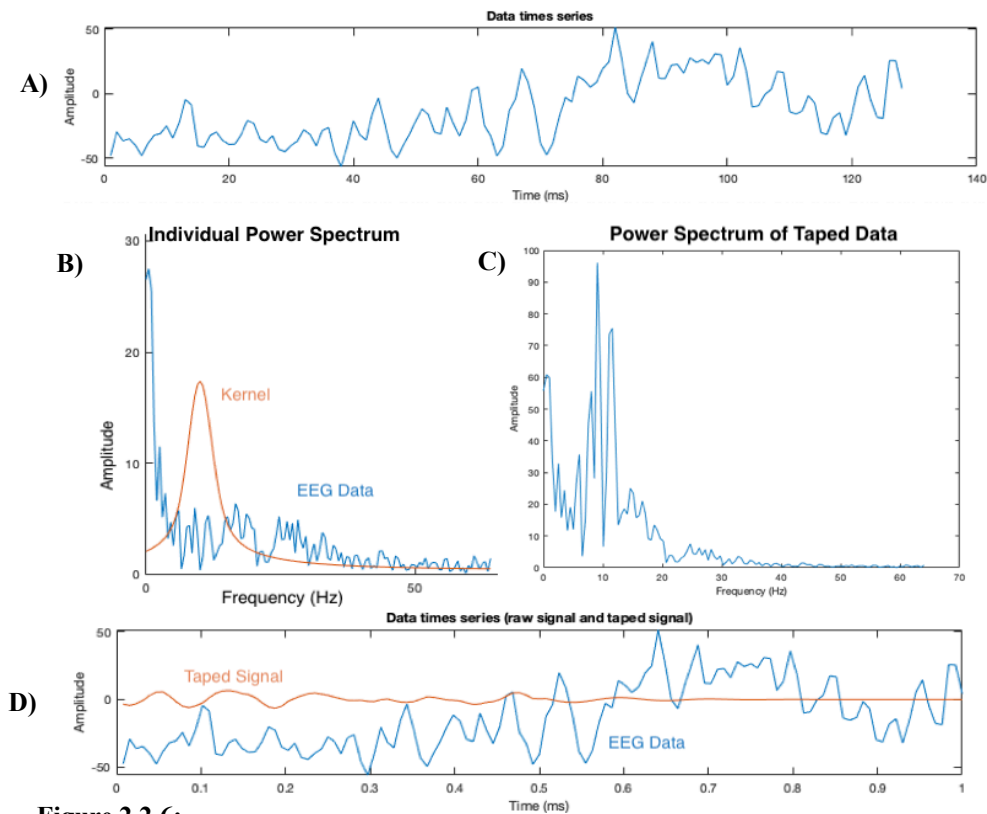 Data times series
A)
Amplitude
50
0
-50
0 20 40 60 80 100 120 140
Time (ms)
B)
Individual Power Spectrum
Amplitude
30
20
10
0
Kernel
EEG Data
0 50
Frequency (Hz)
C)
Power Spectrum of Taped Data
Amplitude
100
90
80
70
60
50
40
30
20
10
0
0 10 20 30 40 50 60 70
Frequency (Hz)
Data times series (raw signal and taped signal)
D)
Amplitude
50
0
-50
Taped Signal
EEG Data
0 0.1 0.2 0.3 0.4 0.5 0.6 0.7 0.8 0.9 1
Time (ms)
Figure 2.2.6: